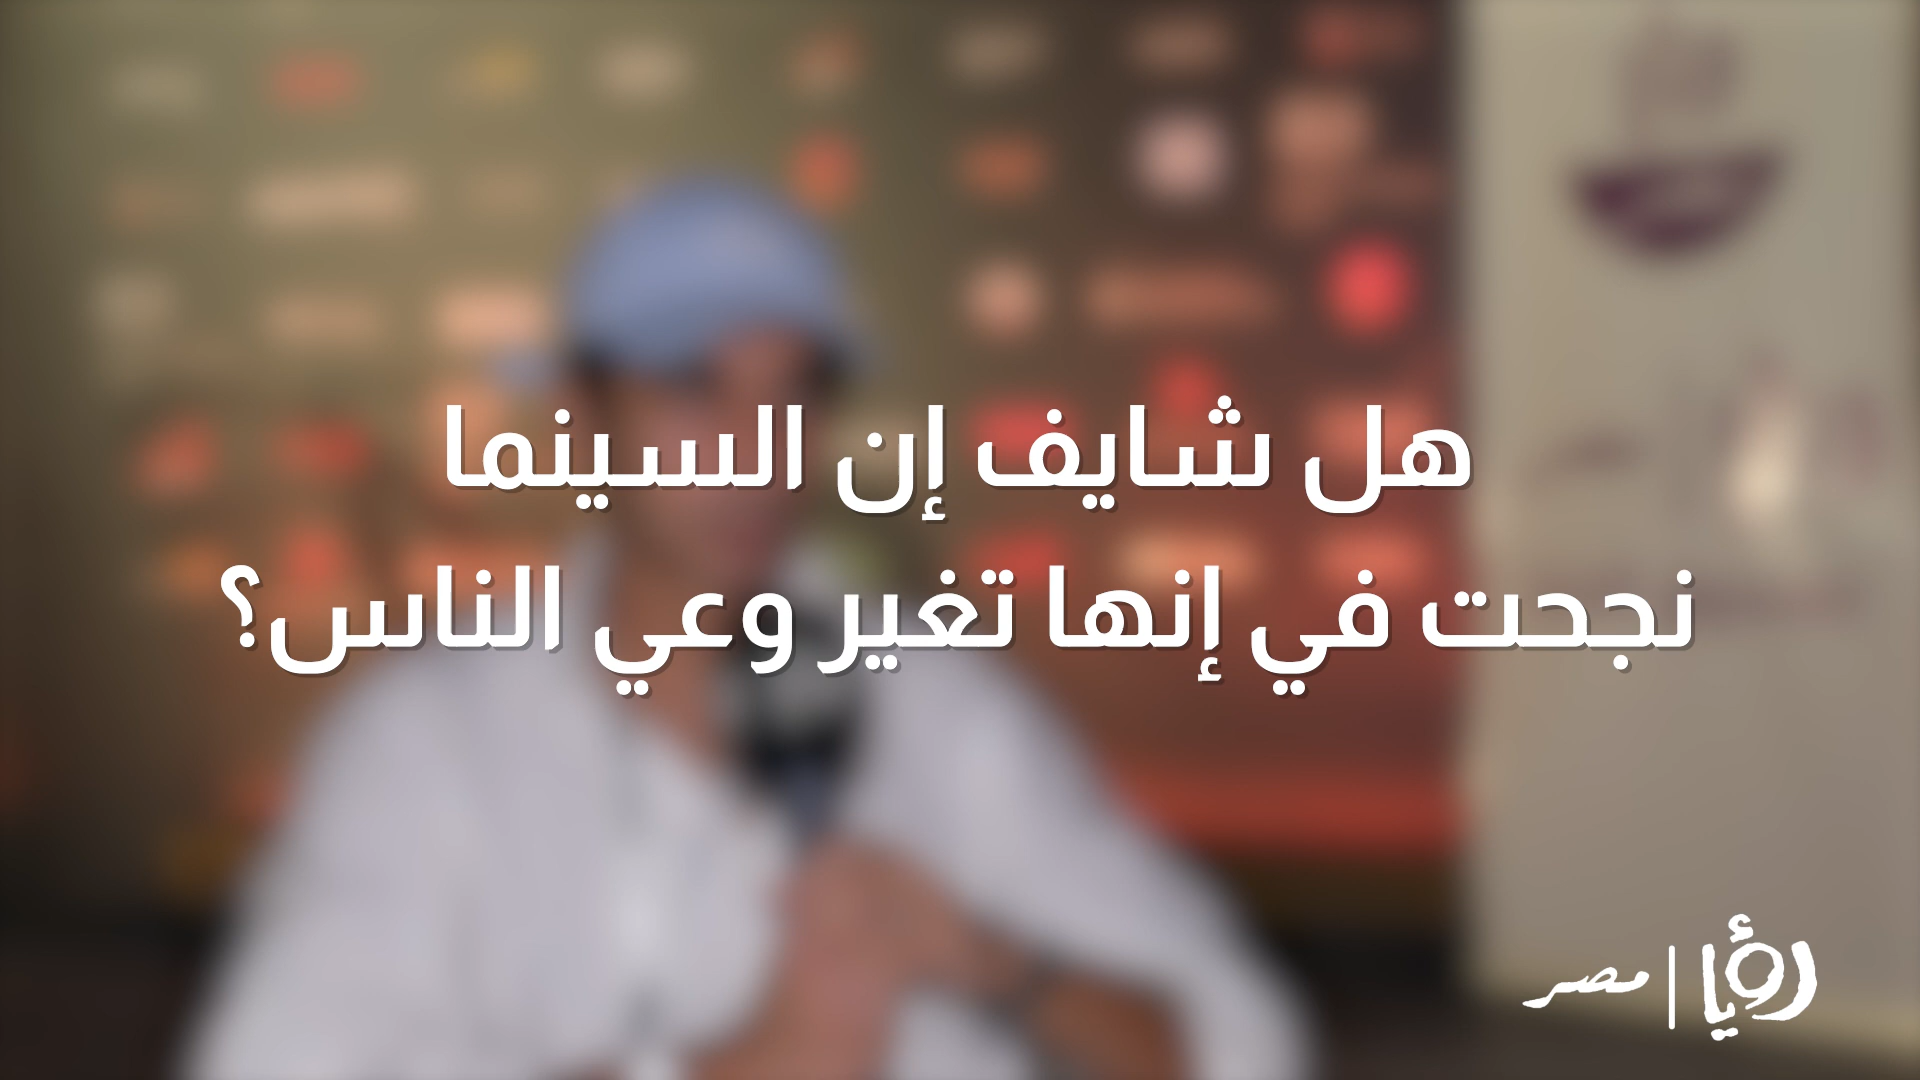 هل شايف إن السينما
نجحت في إنها تغير وعي الناس؟
رؤيا | مصر